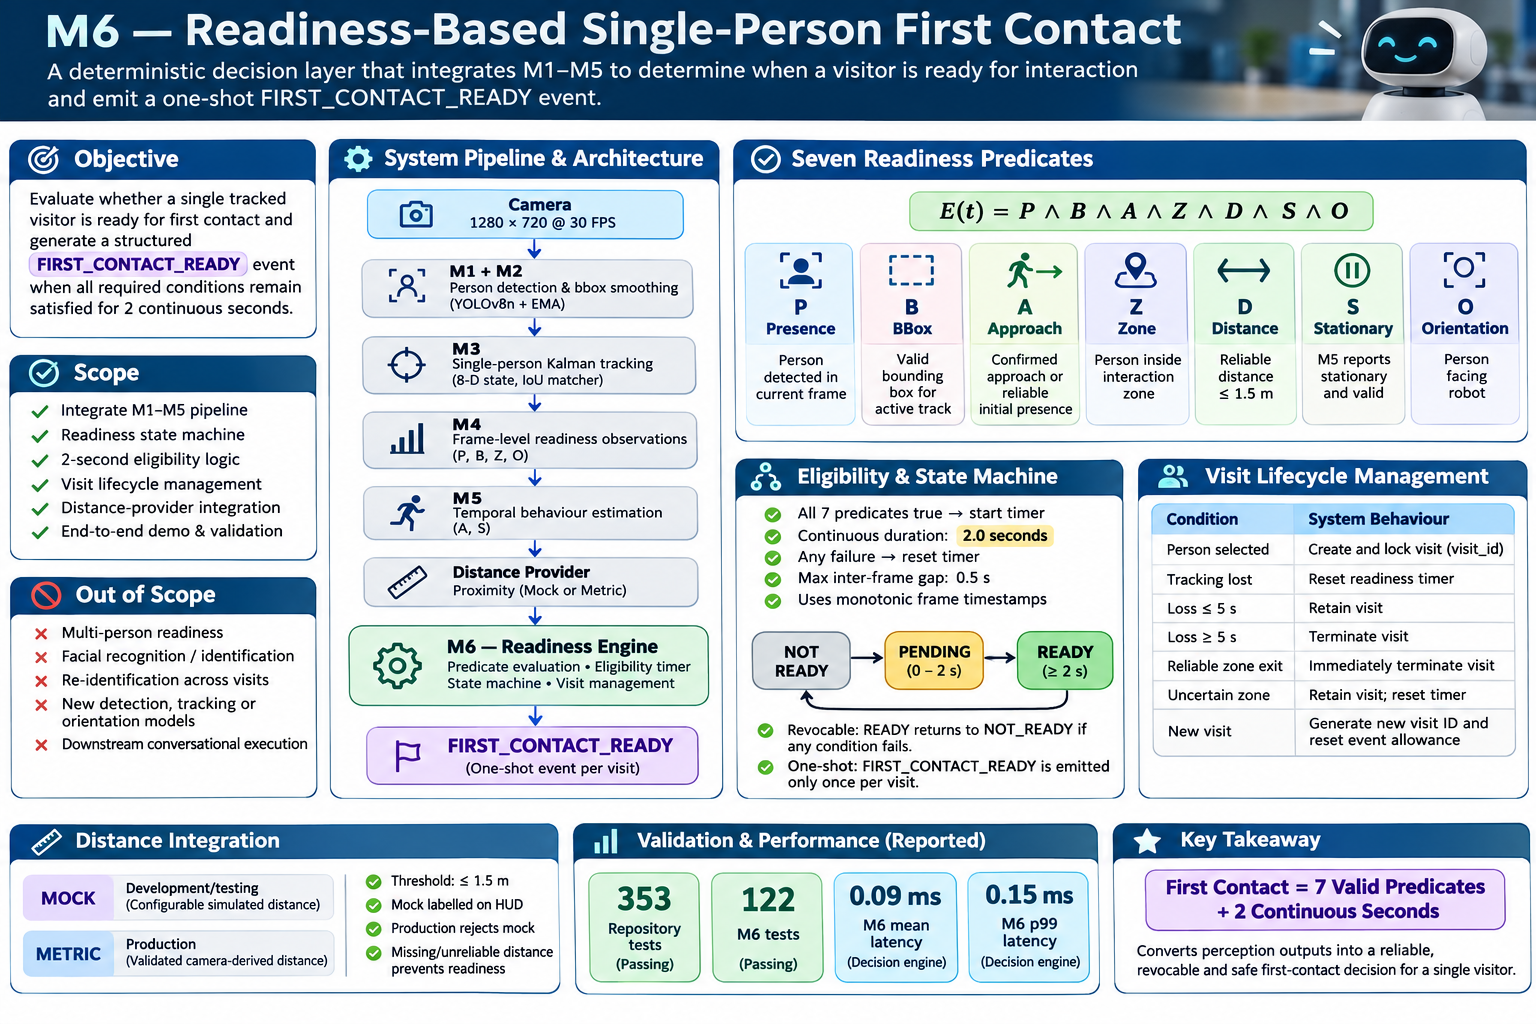 M6 — Readiness-Based Single-Person First Contact
A deterministic decision layer that integrates M1–M5 to determine when a visitor is ready for interaction
and emit a one-shot FIRST_CONTACT_READY event.
Objective
Evaluate whether a single tracked
visitor is ready for first contact and
generate a structured
FIRST_CONTACT_READY event
when all required conditions remain
satisfied for 2 continuous seconds.
Scope
Integrate M1–M5 pipeline
Readiness state machine
2-second eligibility logic
Visit lifecycle management
Distance-provider integration
End-to-end demo & validation
Out of Scope
Multi-person readiness
Facial recognition / identification
Re-identification across visits
New detection, tracking or
orientation models
Downstream conversational execution
System Pipeline & Architecture
Camera
1280 × 720 @ 30 FPS
M1 + M2
Person detection & bbox smoothing
(YOLOv8n + EMA)
M3
Single-person Kalman tracking
(8-D state, IoU matcher)
M4
Frame-level readiness observations
(P, B, Z, O)
M5
Temporal behaviour estimation
(A, S)
Distance Provider
Proximity (Mock or Metric)
M6 — Readiness Engine
Predicate evaluation • Eligibility timer
State machine • Visit management
FIRST_CONTACT_READY
(One-shot event per visit)
Seven Readiness Predicates
E(t) = P ∧ B ∧ A ∧ Z ∧ D ∧ S ∧ O
P
Presence
Person
detected in
current frame
B
BBox
Valid
bounding
box for
active track
A
Approach
Confirmed
approach or
reliable
initial presence
Z
Zone
Person inside
interaction
zone
D
Distance
Reliable
distance
≤ 1.5 m
S
Stationary
M5 reports
stationary
and valid
O
Orientation
Person
facing
robot
Eligibility & State Machine
All 7 predicates true → start timer
Continuous duration: 2.0 seconds
Any failure → reset timer
Max inter-frame gap: 0.5 s
Uses monotonic frame timestamps
NOT
READY
PENDING
(0 – 2 s)
READY
(≥ 2 s)
Revocable: READY returns to NOT_READY if
any condition fails.
One-shot: FIRST_CONTACT_READY is emitted
only once per visit.
Visit Lifecycle Management
Condition System Behaviour
Person selected Create and lock visit (visit_id)
Tracking lost Reset readiness timer
Loss ≤ 5 s Retain visit
Loss ≥ 5 s Terminate visit
Reliable zone exit Immediately terminate visit
Uncertain zone Retain visit; reset timer
New visit Generate new visit ID and
reset event allowance
Distance Integration
MOCK
Development/testing
(Configurable simulated distance)
METRIC
Production
(Validated camera-derived distance)
Threshold: ≤ 1.5 m
Mock labelled on HUD
Production rejects mock
Missing/unreliable distance
prevents readiness
Validation & Performance (Reported)
353
Repository
tests
(Passing)
122
M6 tests
(Passing)
0.09 ms
M6 mean
latency
(Decision engine)
0.15 ms
M6 p99
latency
(Decision engine)
Key Takeaway
First Contact = 7 Valid Predicates
+ 2 Continuous Seconds
Converts perception outputs into a reliable,
revocable and safe first-contact decision for a single visitor.